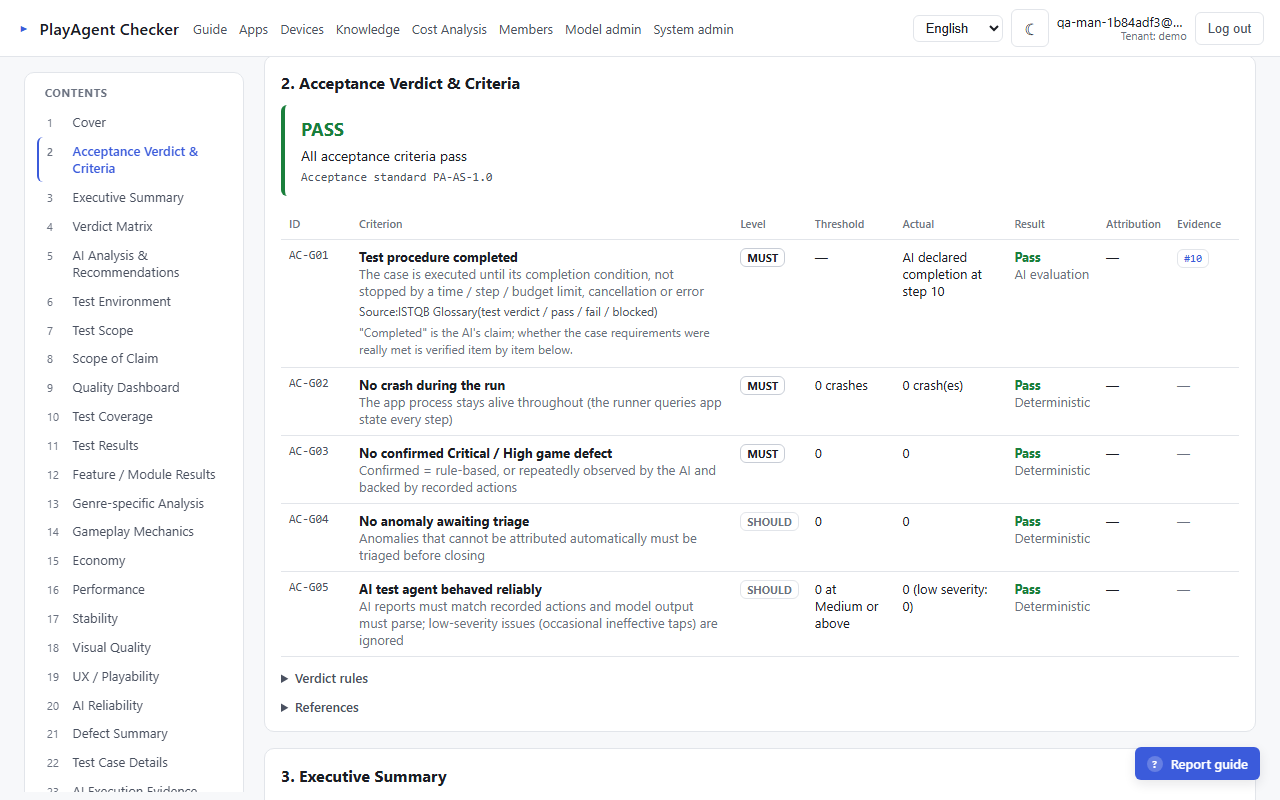 PlayAgent Checker
Guide Apps Devices Knowledge Cost Analysis Members Model admin System admin
English
qa-man-1b84adf3@...
Tenant: demo
Log out
CONTENTS
1 Cover
2 Acceptance Verdict &
Criteria
3 Executive Summary
4 Verdict Matrix
5 AI Analysis &
Recommendations
6 Test Environment
7 Test Scope
8 Scope of Claim
9 Quality Dashboard
10 Test Coverage
11 Test Results
12 Feature / Module Results
13 Genre-specific Analysis
14 Gameplay Mechanics
15 Economy
16 Performance
17 Stability
18 Visual Quality
19 UX / Playability
20 AI Reliability
21 Defect Summary
22 Test Case Details
23 AI Execution Evidence
2. Acceptance Verdict & Criteria
PASS
All acceptance criteria pass
Acceptance standard PA-AS-1.0
ID Criterion Level Threshold Actual Result Attribution Evidence
AC-G01 Test procedure completed MUST — AI declared Pass — #10
The case is executed until its completion condition, not completion at AI evaluation
stopped by a time / step / budget limit, cancellation or error step 10
Source:ISTQB Glossary(test verdict / pass / fail / blocked)
"Completed" is the AI's claim; whether the case requirements were
really met is verified item by item below.
AC-G02 No crash during the run MUST 0 crashes 0 crash(es) Pass — —
The app process stays alive throughout (the runner queries app Deterministic
state every step)
AC-G03 No confirmed Critical / High game defect MUST 0 0 Pass — —
Confirmed = rule-based, or repeatedly observed by the AI and Deterministic
backed by recorded actions
AC-G04 No anomaly awaiting triage SHOULD 0 0 Pass — —
Anomalies that cannot be attributed automatically must be Deterministic
triaged before closing
AC-G05 AI test agent behaved reliably SHOULD 0 at 0 (low severity: Pass — —
AI reports must match recorded actions and model output Medium or 0) Deterministic
must parse; low-severity issues (occasional ineffective taps) are above
ignored
Verdict rules
References
3. Executive Summary
? Report guide